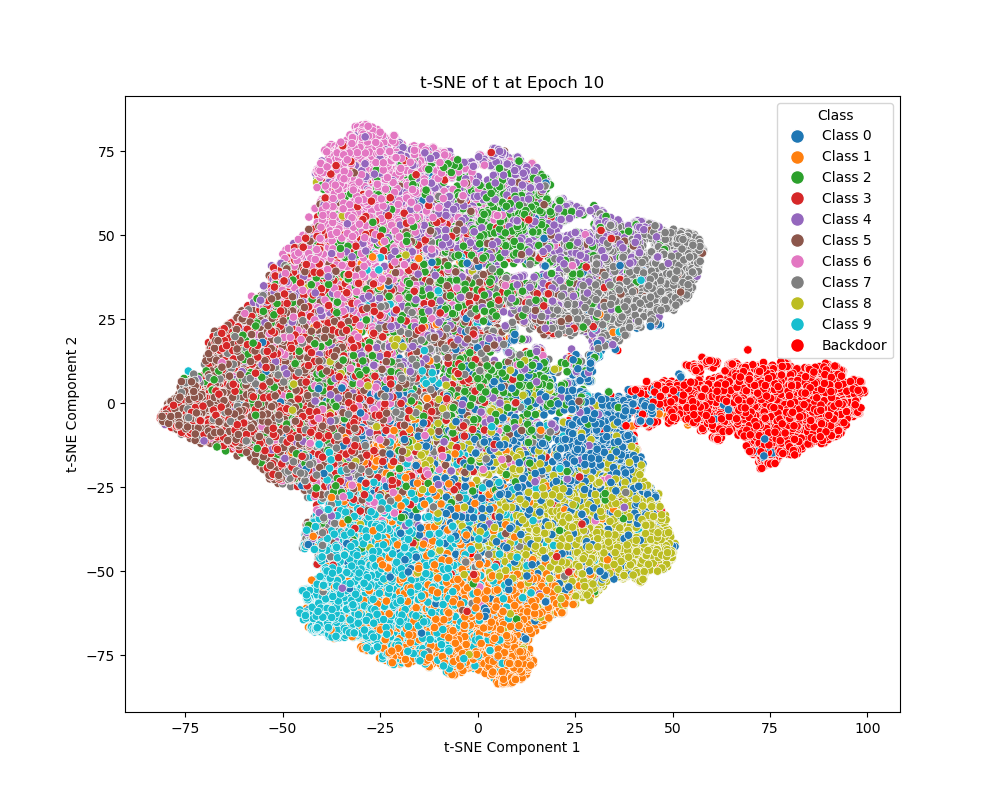 t-SNE of t at Epoch 10
t-SNE Component 2
75
50
25
0
−25
−50
−75
Class
Class 0
Class 1
Class 2
Class 3
Class 4
Class 5
Class 6
Class 7
Class 8
Class 9
Backdoor
−75 −50 −25 0 25 50 75 100
t-SNE Component 1